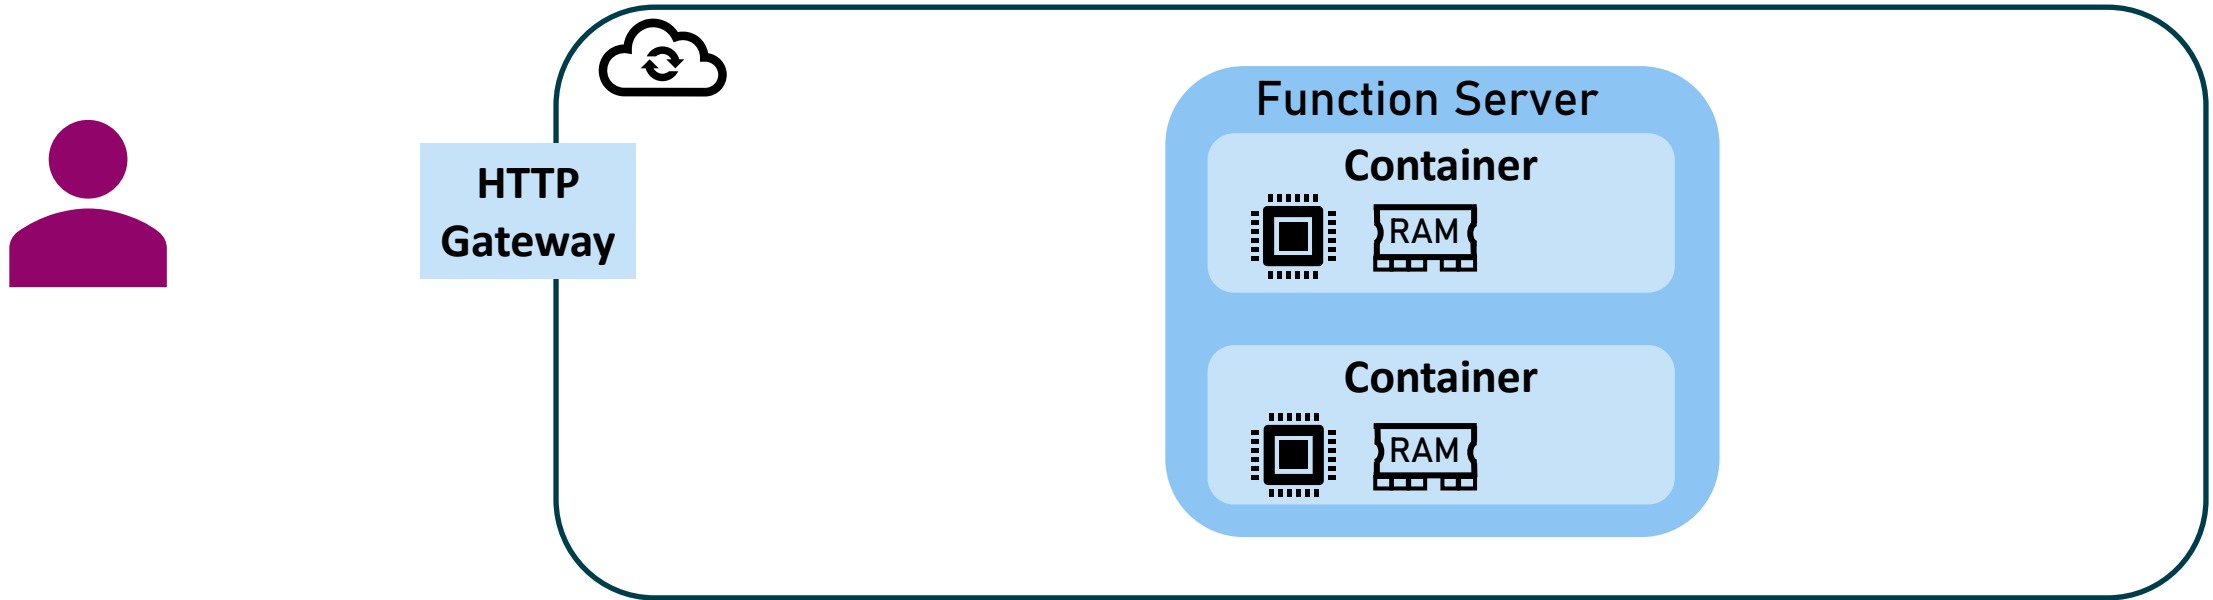 Function Server
Container
RAM
HTTP
Gateway
Container
RAM